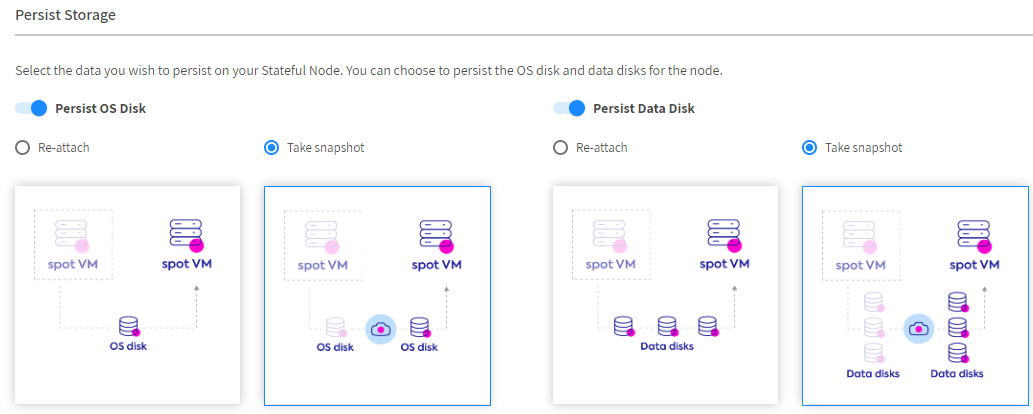 Persist Storage
Select the data you wish to persist on your Stateful Node. You can choose to persist the OS disk and data disks for the node.
Persist OS Disk
Persist Data Disk
Re-attach
Take snapshot
Re-attach
Take snapshot
spot VM
spot VM
OS disk
spot VM
spot VM
OS disk
OS disk
spot VM
spot VM
Data disks
spot VM
spot VM
Data disks
Data disks